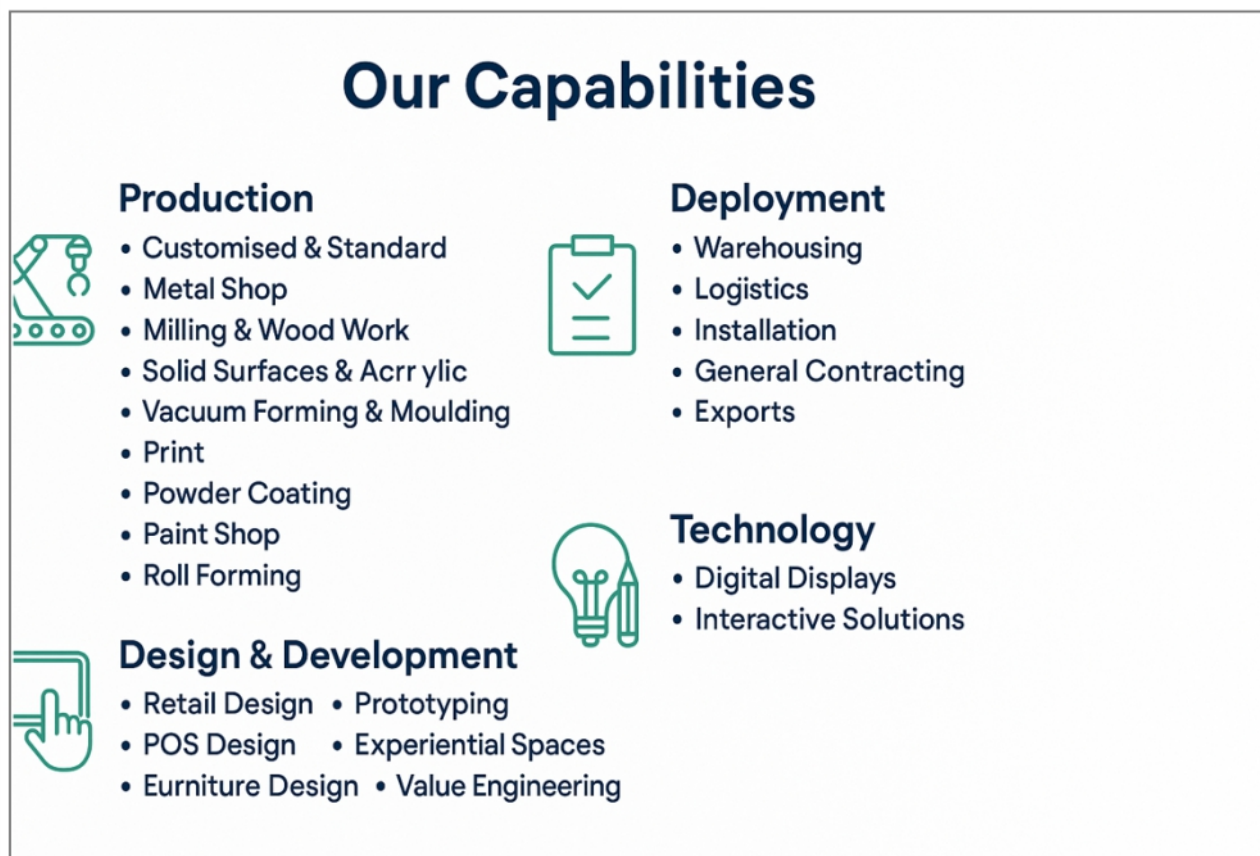 Our Capabilities
Production
• Customised & Standard
• Metal Shop
• Milling & Wood Work
• Solid Surfaces & Acrr ylic
• Vacuum Forming & Moulding
• Print
• Powder Coating
• Paint Shop
• Roll Forming
Design & Development
• Retail Design • Prototyping
• POS Design • Experiential Spaces
• Eurniture Design • Value Engineering
Deployment
• Warehousing
• Logistics
• Installation
• General Contracting
• Exports
Technology
• Digital Displays
• Interactive Solutions